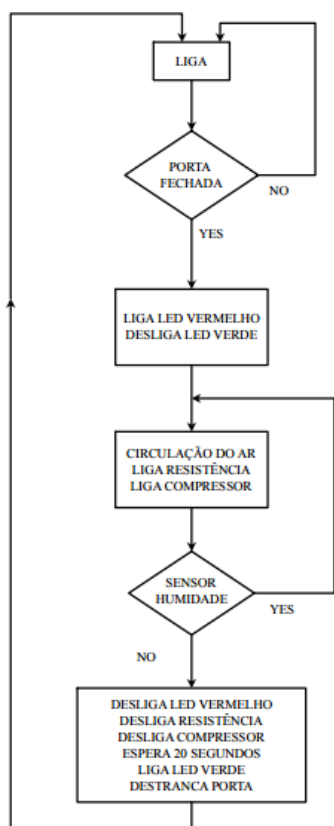 LIGA
PORTA
FECHADA
NO
YES
LIGA LED VERMELHO
DESLIGA LED VERDE
CIRCULAÇÃO DO AR
LIGA RESISTÊNCIA
LIGA COMPRESSOR
SENSOR
HUMIDADE
YES
NO
DESLIGA LED VERMELHO
DESLIGA RESISTÊNCIA
DESLIGA COMPRESSOR
ESPERA 20 SEGUNDOS
LIGA LED VERDE
DESTRANCA PORTA